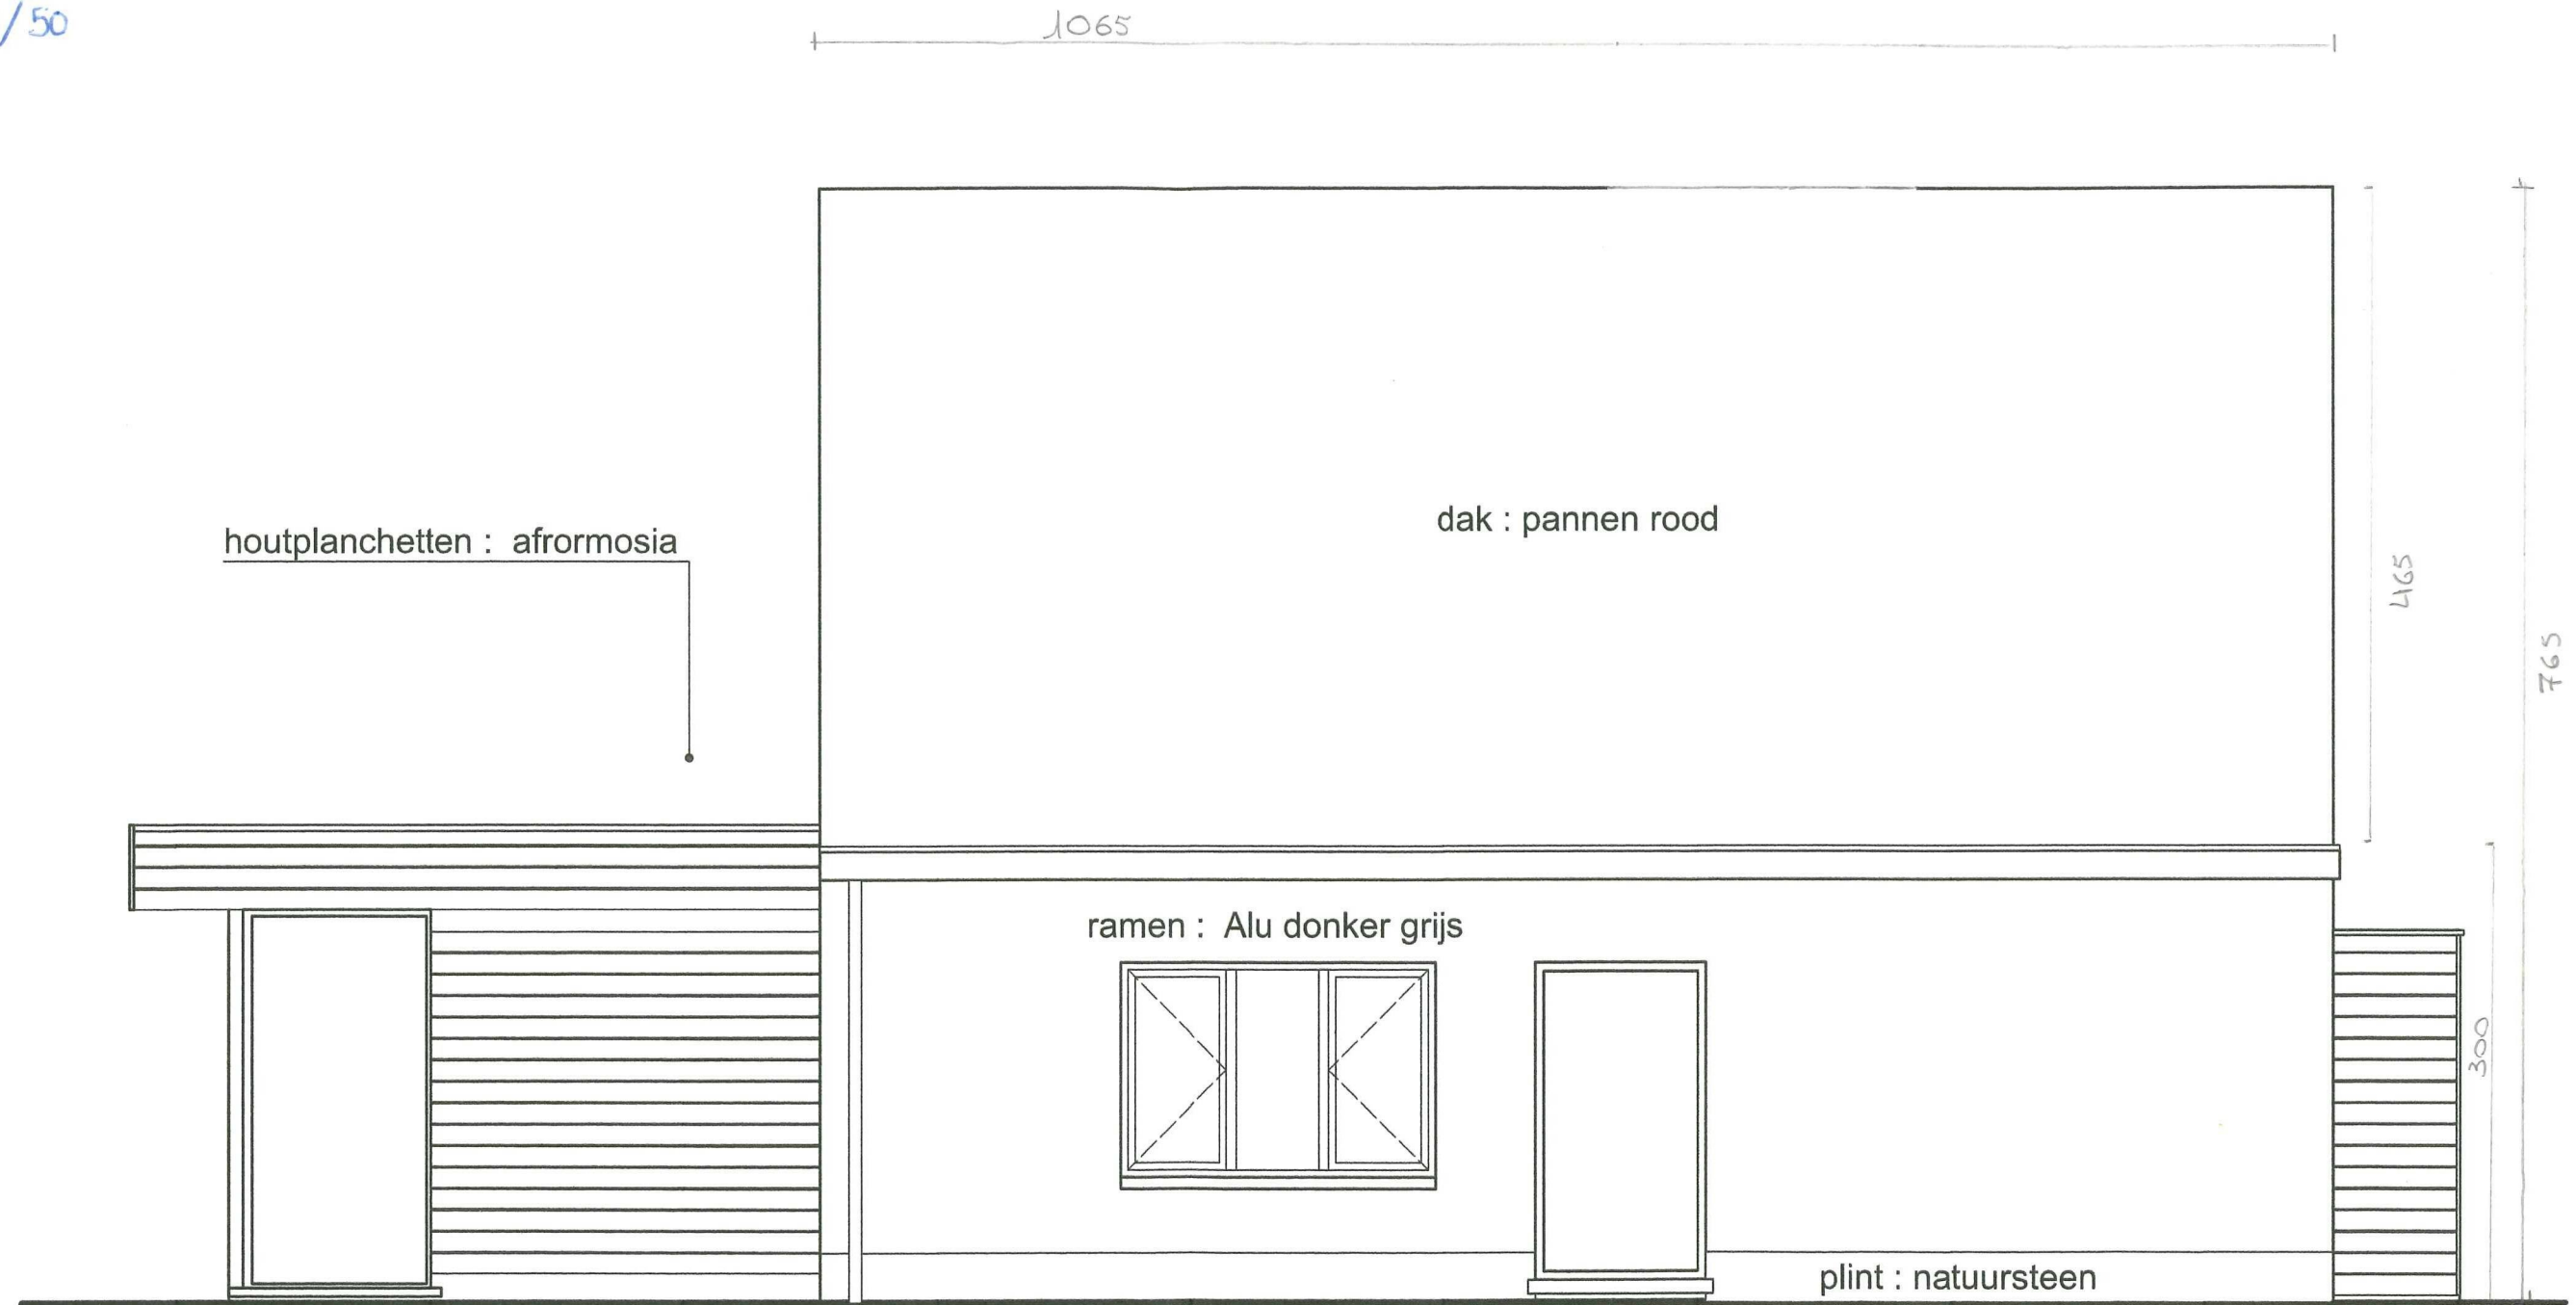 /50
1065
dak : pannen rood
houtplanchetten :  afrormosia
465
765
ramen :  Alu donker grijs
300
plint : natuursteen